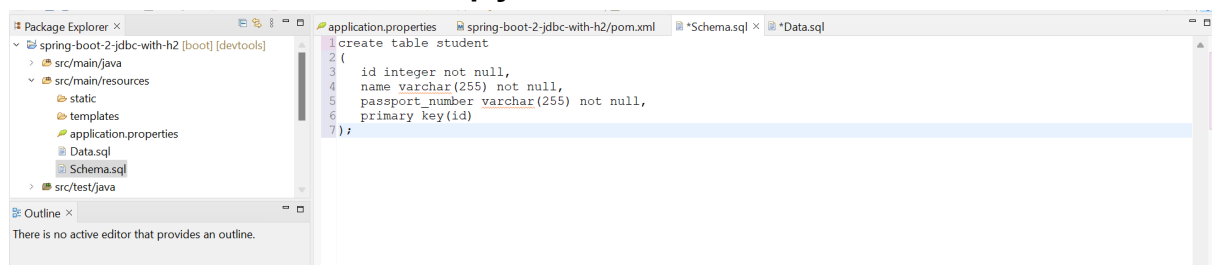 Package Explorer ×
spring-boot-2-jdbc-with-h2 [boot] [devtools]
src/main/java
src/main/resources
static
templates
application.properties
Data.sql
Schema.sql
src/test/java
Outline ×
There is no active editor that provides an outline.
application.properties spring-boot-2-jdbc-with-h2/pom.xml *Schema.sql × *Data.sql
1 create table student
2 (
3 id integer not null,
4 name varchar(255) not null,
5 passport_number varchar(255) not null,
6 primary key(id)
7 );